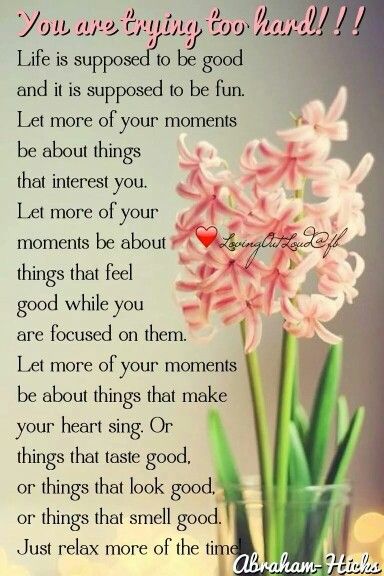 You are trying too hard! ! !
Life is supposed to be good
and it is supposed to be fun.
Let more of your moments
be about things
that interest you.
Let more of your
moments be about
things that feel
good while you
are focused on them.
Let more of your moments
be about things that make
your heart sing. Or
things that taste good,
or things that look good,
or things that smell good.
Just relax more of the time!
LovingOutLoud@fb
Abraham-Hicks